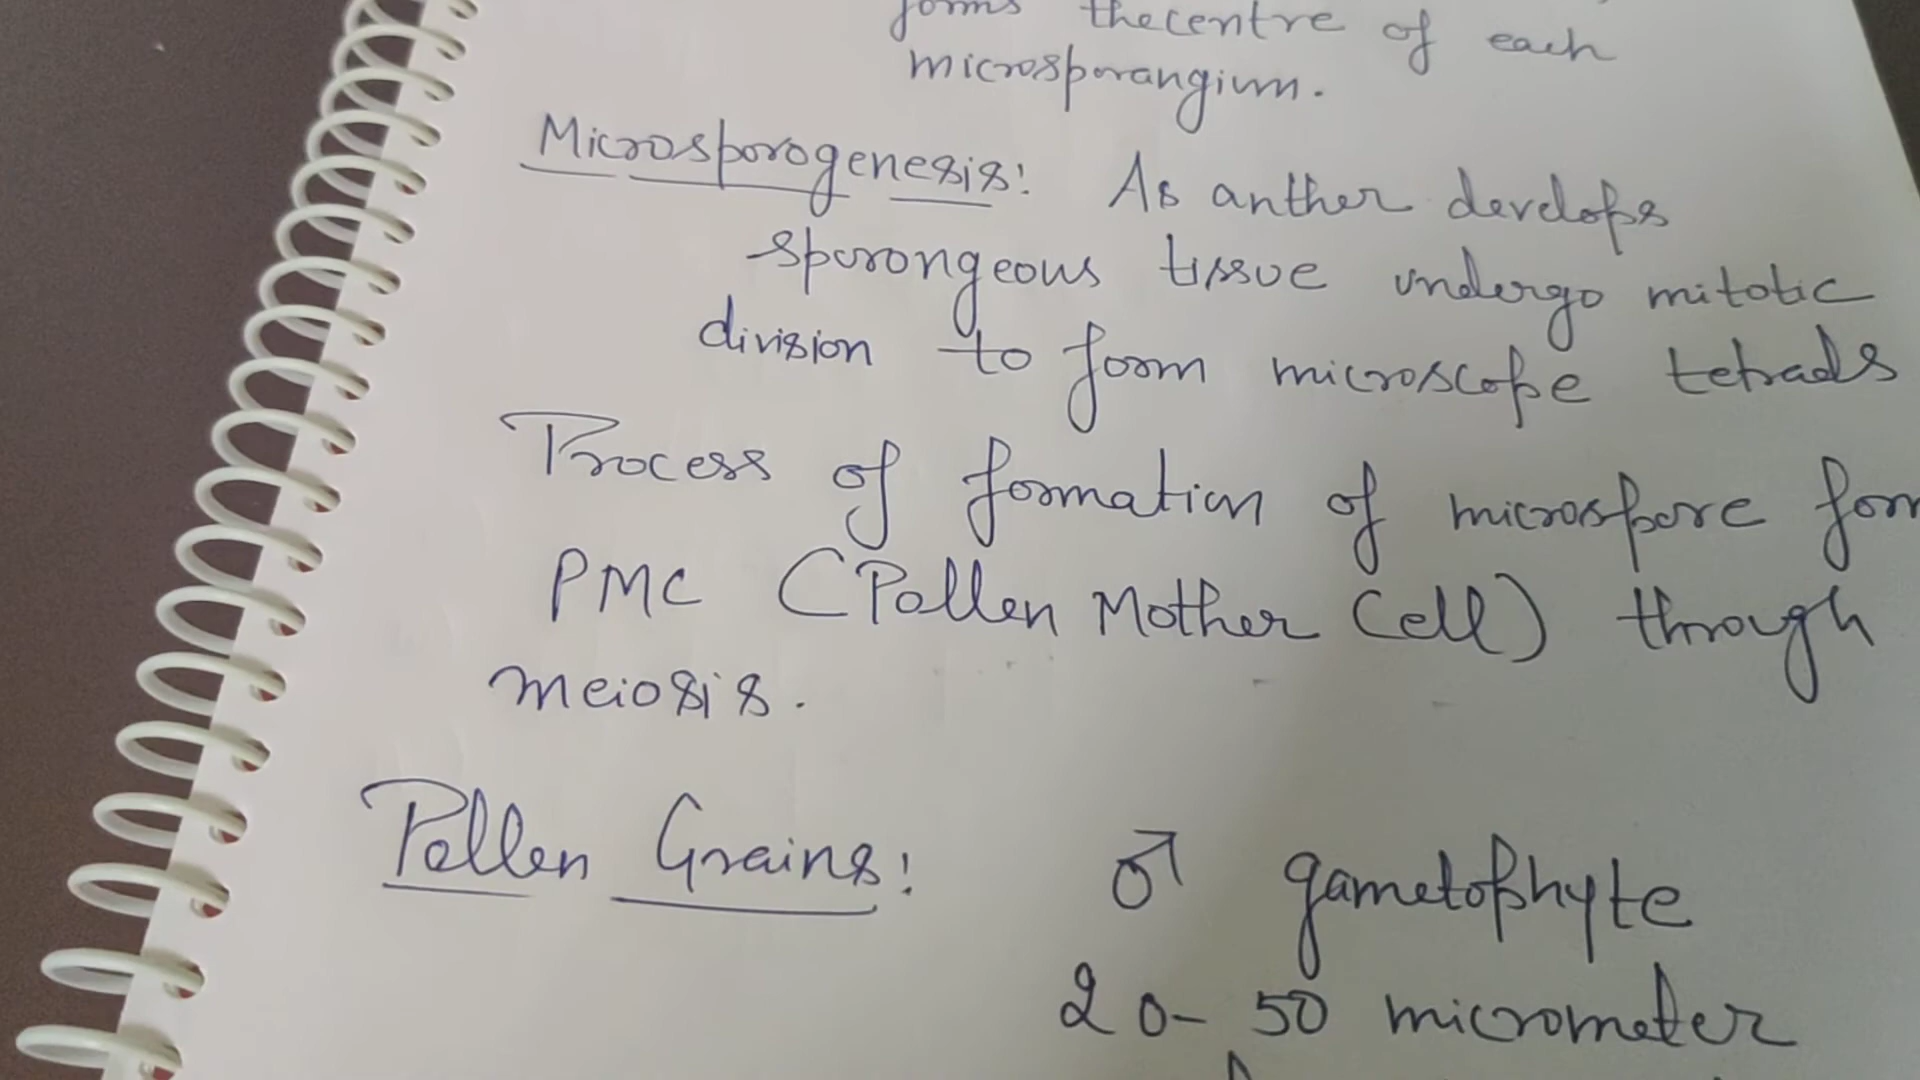 forms the centre of each
microsporangium.
Microsporogenesis: As anther develops
sporongeous tissue undergo mitotic
division to form microscope tetrads
Process of formation of microspore form
PMC (Pollen Mother Cell) through
meiosis.
Pollen Grains: ♂ gametophyte
20-50 micrometer